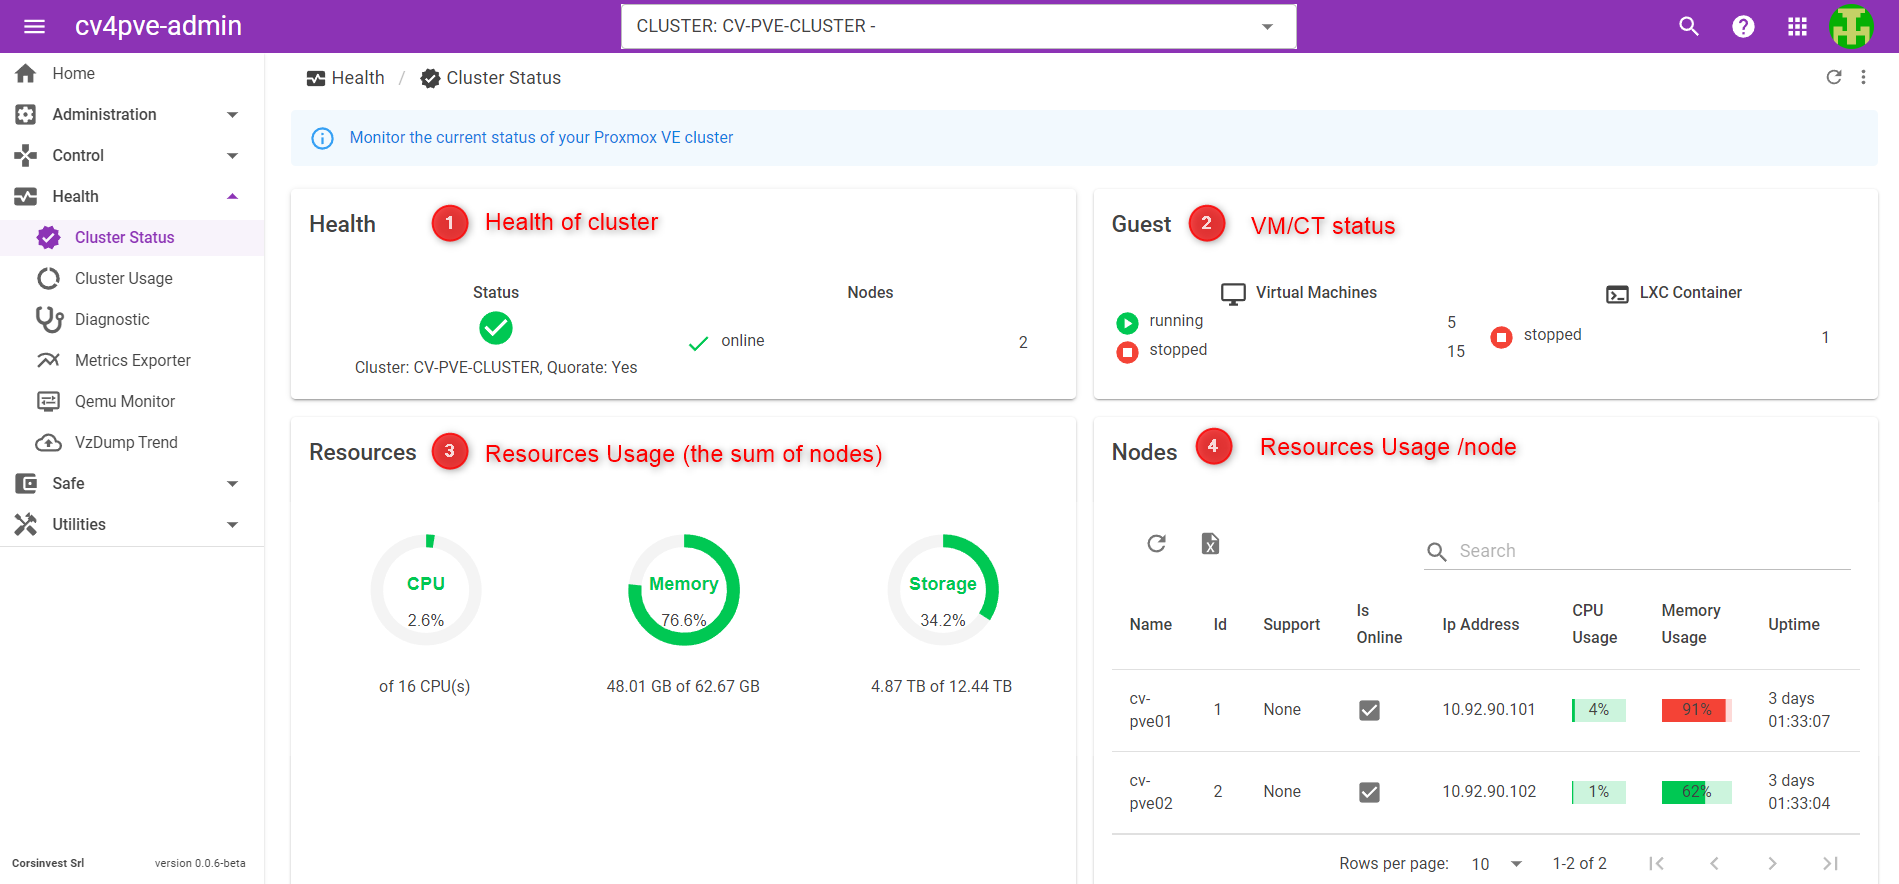 cv4pve-admin
CLUSTER: CV-PVE-CLUSTER -
Home
Administration
Control
Health
Cluster Status
Cluster Usage
Diagnostic
Metrics Exporter
Qemu Monitor
VzDump Trend
Safe
Utilities
Corsinvest Srl version 0.0.6-beta
Health / Cluster Status
Monitor the current status of your Proxmox VE cluster
Health 1 Health of cluster
Status Nodes
online 2
Cluster: CV-PVE-CLUSTER, Quorate: Yes
Guest 2 VM/CT status
Virtual Machines
running 5
stopped 15
LXC Container
stopped 1
Resources 3 Resources Usage (the sum of nodes)
CPU
2.6%
of 16 CPU(s)
Memory
76.6%
48.01 GB of 62.67 GB
Storage
34.2%
4.87 TB of 12.44 TB
Nodes 4 Resources Usage /node
Search
Name Id Support Is Online Ip Address CPU Usage Memory Usage Uptime
cv-pve01 1 None 10.92.90.101 4% 91% 3 days 01:33:07
cv-pve02 2 None 10.92.90.102 1% 62% 3 days 01:33:04
Rows per page: 10 1-2 of 2